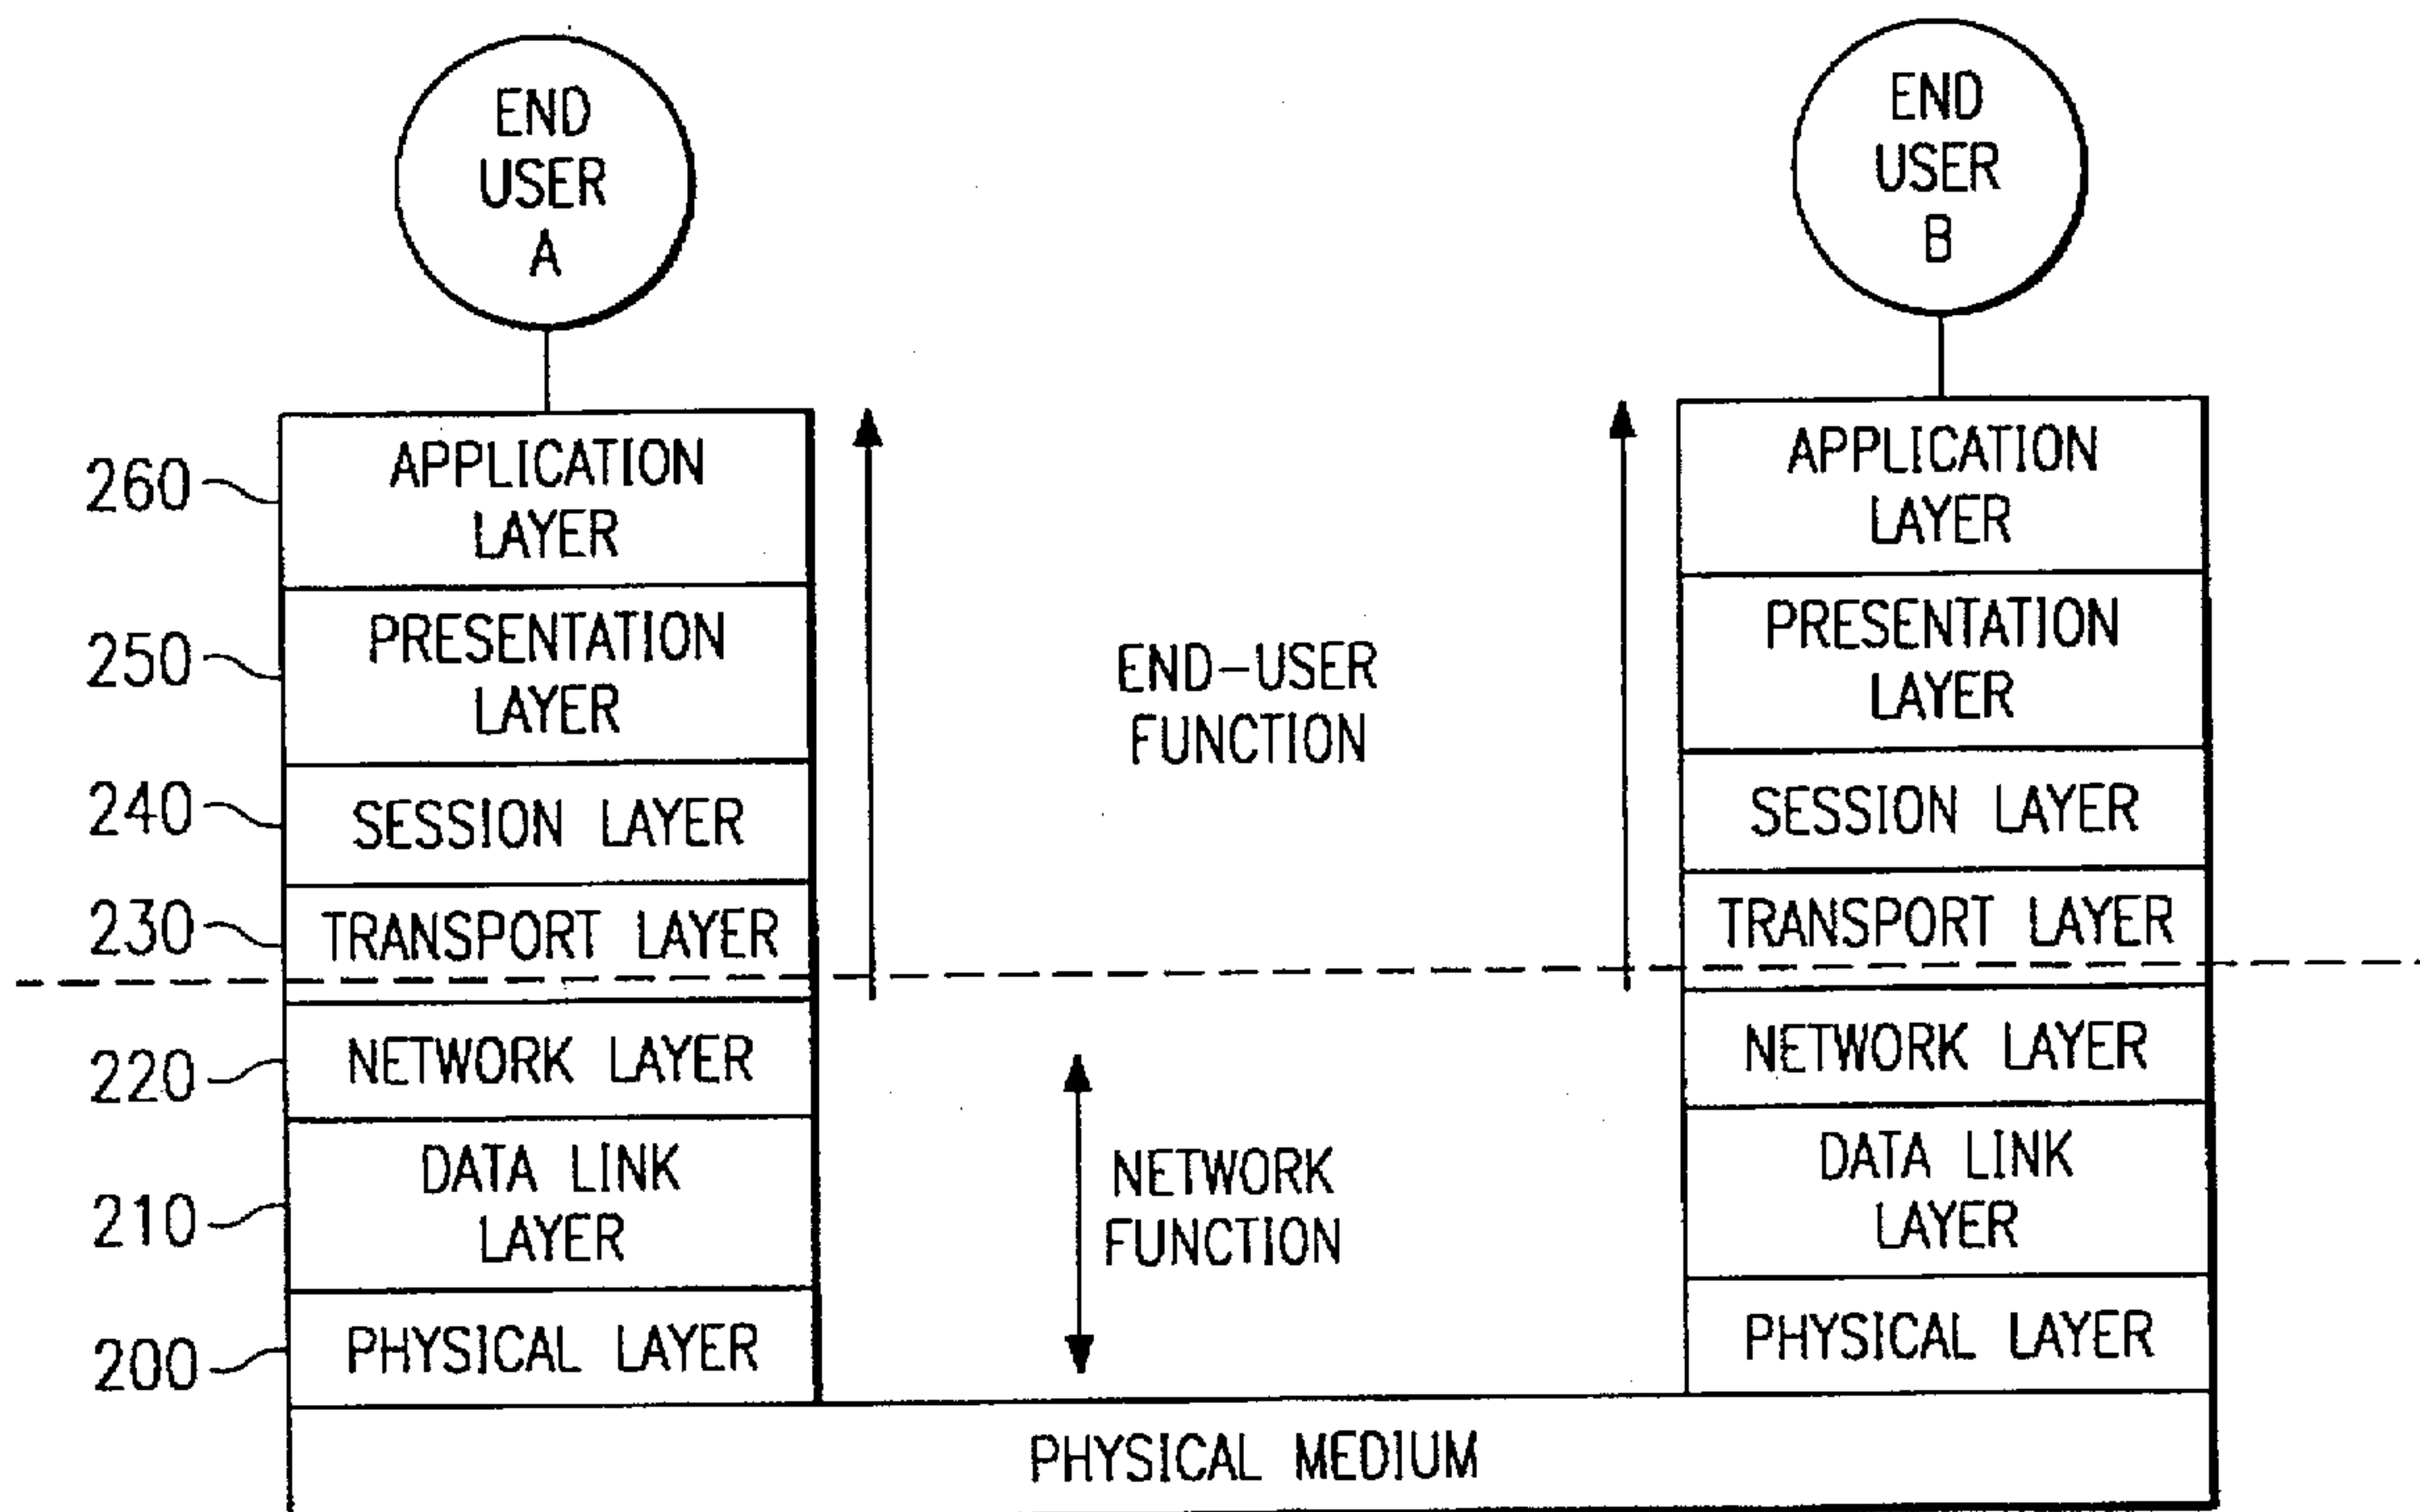 END
USER
A
END
USER
B
260
APPLICATION
LAYER
250
PRESENTATION
LAYER
240
SESSION LAYER
230
TRANSPORT LAYER
220
NETWORK LAYER
210
DATA LINK
LAYER
200
PHYSICAL LAYER
END-USER
FUNCTION
NETWORK
FUNCTION
APPLICATION
LAYER
PRESENTATION
LAYER
SESSION LAYER
TRANSPORT LAYER
NETWORK LAYER
DATA LINK
LAYER
PHYSICAL LAYER
PHYSICAL MEDIUM